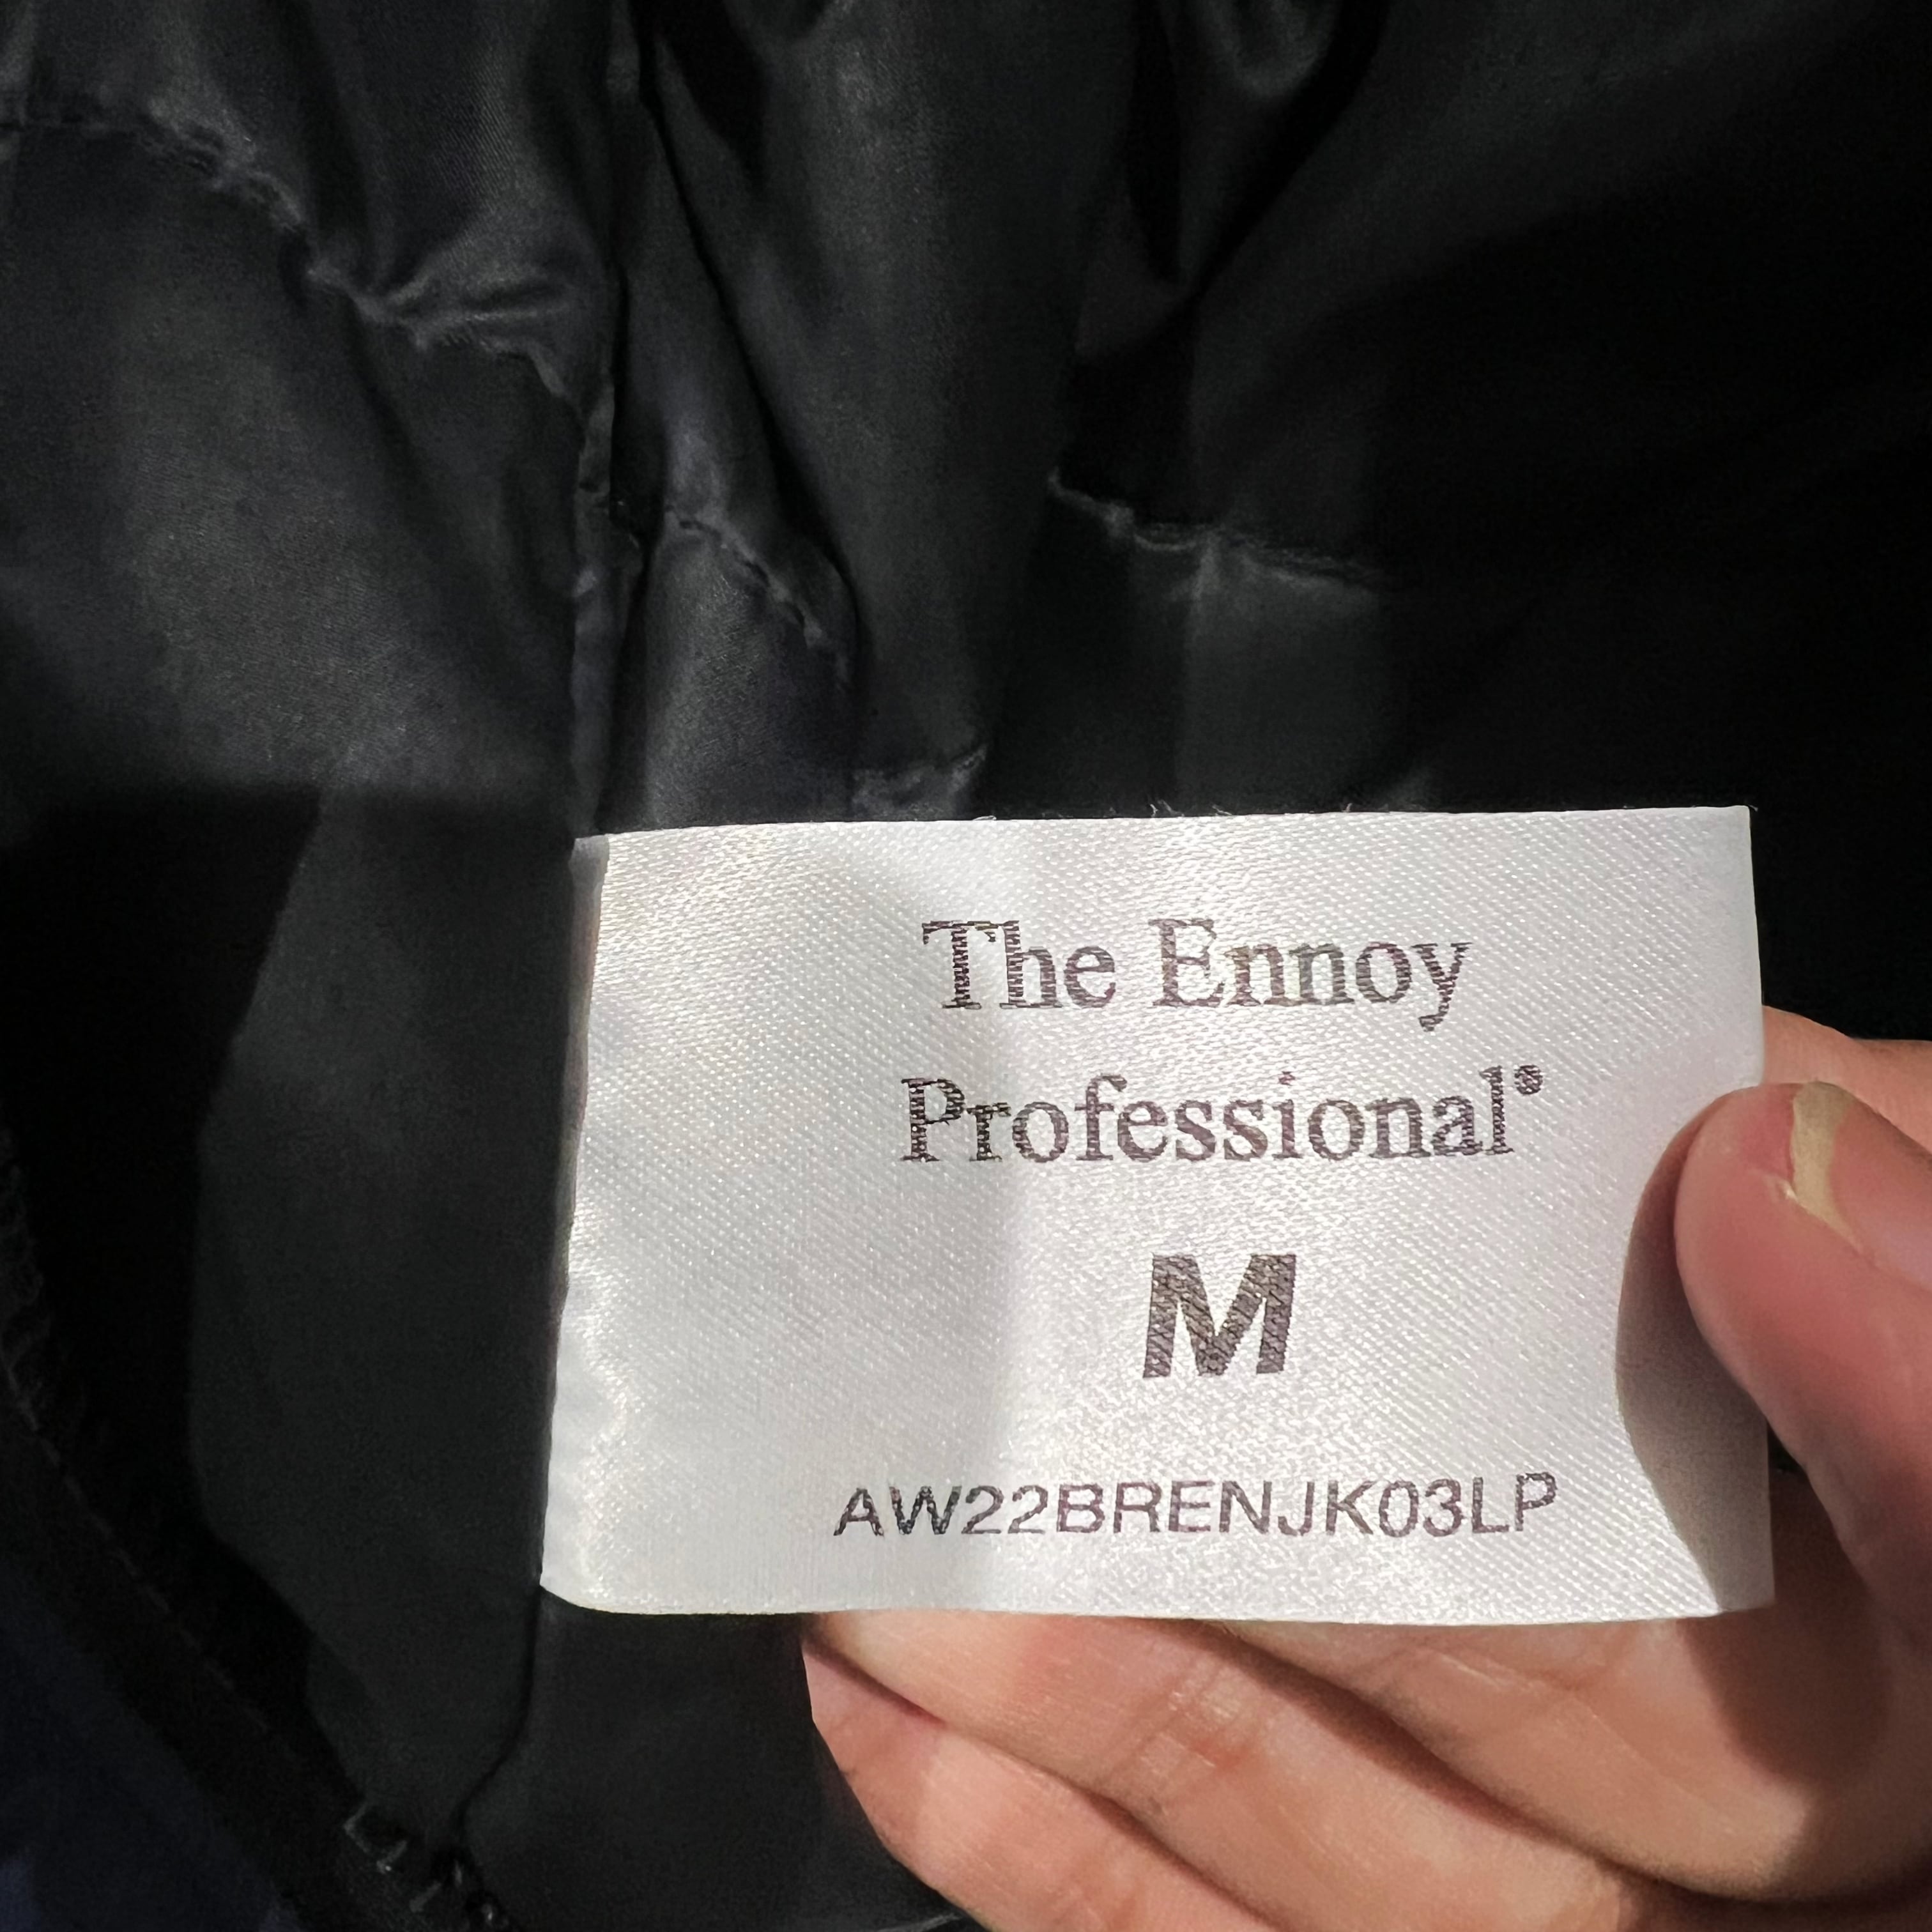 The Ennoy
Professional®
M
AW22BRENJK03LP